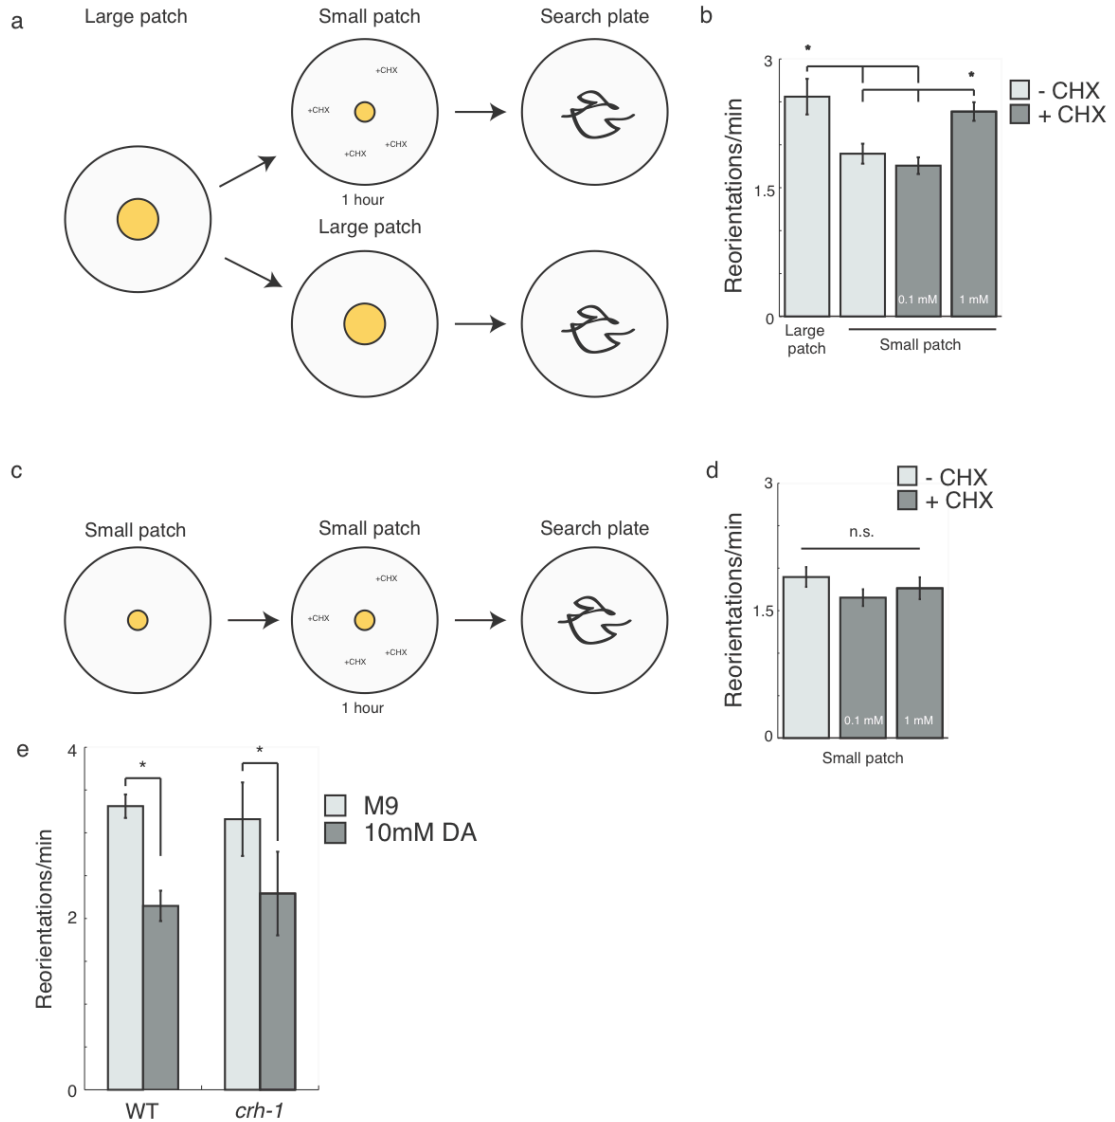 a
Large patch
Small patch
Search plate
+CHX
+CHX
+CHX
+CHX
1 hour
Large patch
b
Reorientations/min
3
1.5
0
*
*
0.1 mM
1 mM
Large
patch
Small patch
- CHX
+ CHX
c
Small patch
Small patch
Search plate
+CHX
+CHX
+CHX
+CHX
1 hour
d
Reorientations/min
3
1.5
0
n.s.
- CHX
+ CHX
0.1 mM
1 mM
Small patch
e
Reorientations/min
4
2
0
*
*
M9
10mM DA
WT
crh-1